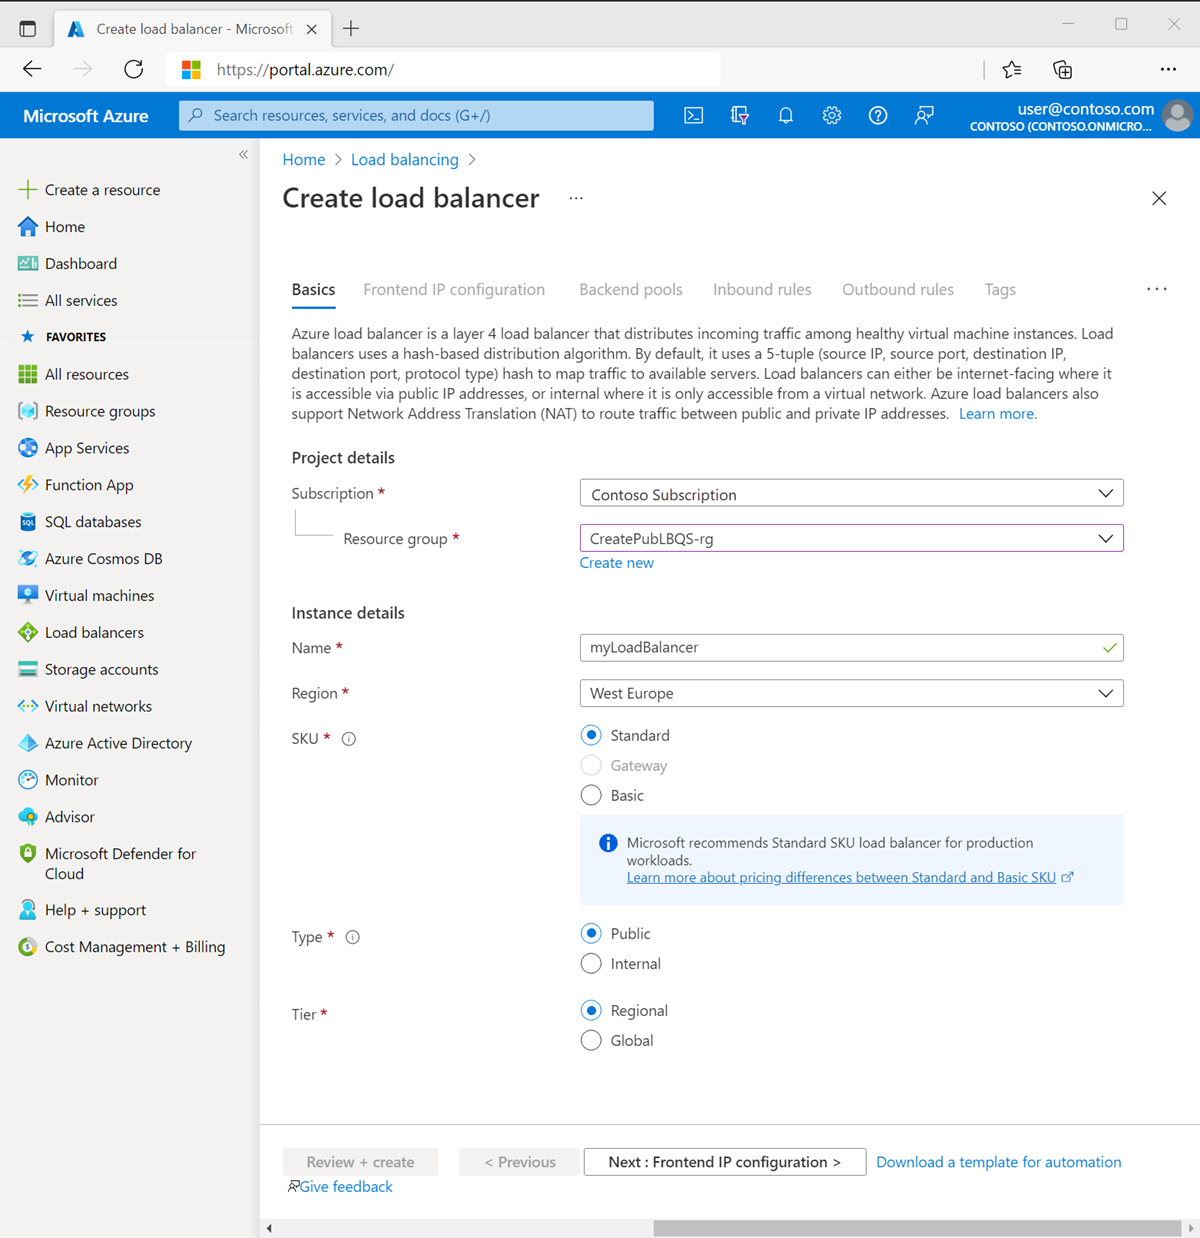 Create load balancer - Microsoft
https://portal.azure.com/
Microsoft Azure
Search resources, services, and docs (G+/)
user@contoso.com
CONTOSO (CONTOSO.ONMICRO...
Create a resource
Home
Dashboard
All services
FAVORITES
All resources
Resource groups
App Services
Function App
SQL databases
Azure Cosmos DB
Virtual machines
Load balancers
Storage accounts
Virtual networks
Azure Active Directory
Monitor
Advisor
Microsoft Defender for
Cloud
Help + support
Cost Management + Billing
Home > Load balancing >
Create load balancer ...
Basics Frontend IP configuration Backend pools Inbound rules Outbound rules Tags ...
Azure load balancer is a layer 4 load balancer that distributes incoming traffic among healthy virtual machine instances. Load
balancers uses a hash-based distribution algorithm. By default, it uses a 5-tuple (source IP, source port, destination IP,
destination port, protocol type) hash to map traffic to available servers. Load balancers can either be internet-facing where it
is accessible via public IP addresses, or internal where it is only accessible from a virtual network. Azure load balancers also
support Network Address Translation (NAT) to route traffic between public and private IP addresses. Learn more.
Project details
Subscription * Contoso Subscription
Resource group * CreatePubLBQS-rg
Create new
Instance details
Name * myLoadBalancer
Region * West Europe
SKU * Standard
Gateway
Basic
Microsoft recommends Standard SKU load balancer for production
workloads.
Learn more about pricing differences between Standard and Basic SKU
Type * Public
Internal
Tier * Regional
Global
Review + create < Previous Next : Frontend IP configuration > Download a template for automation
Give feedback